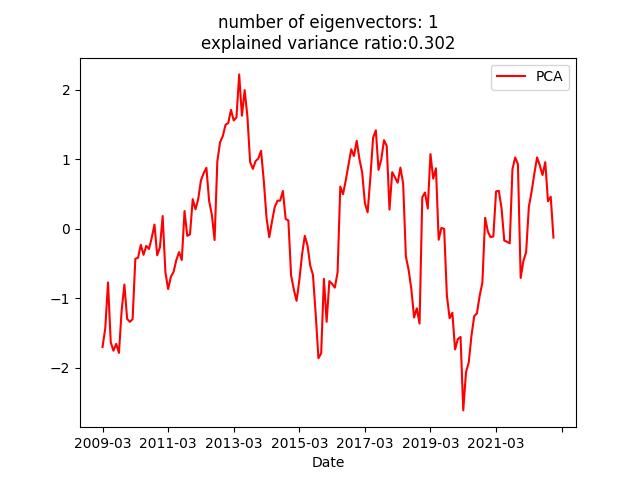 number of eigenvectors: 1
explained variance ratio:0.302
PCA
2
1
0
−1
−2
2009-03 2011-03 2013-03 2015-03 2017-03 2019-03 2021-03
Date